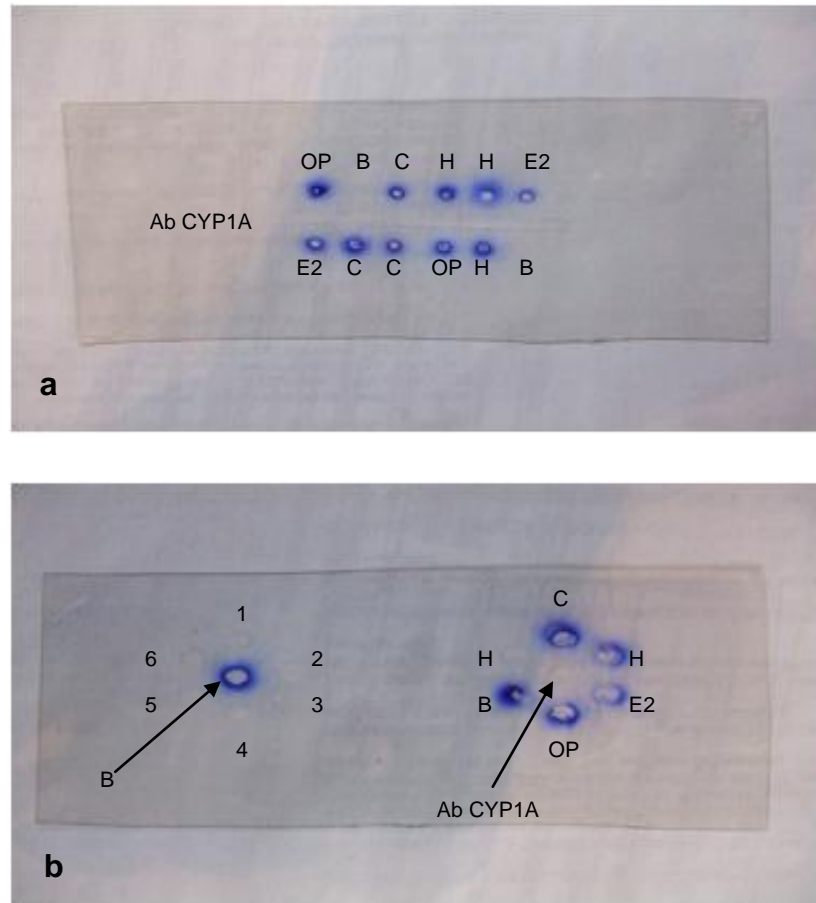 OP B C H H E2
Ab CYP1A
E2 C C OP H B
a
1
6 2
5 3
4
B
C
H H
B E2
OP
Ab CYP1A
b